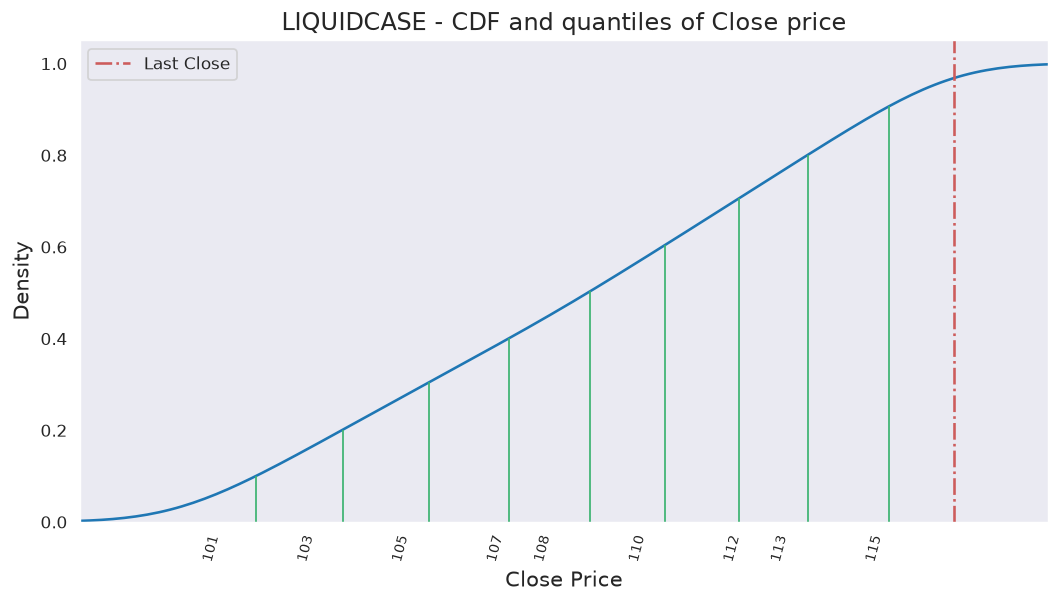 LIQUIDCASE - CDF and quantiles of Close price
Last Close
Density
1.0
0.8
0.6
0.4
0.2
0.0
101 103 105 107 108 110 112 113 115
Close Price